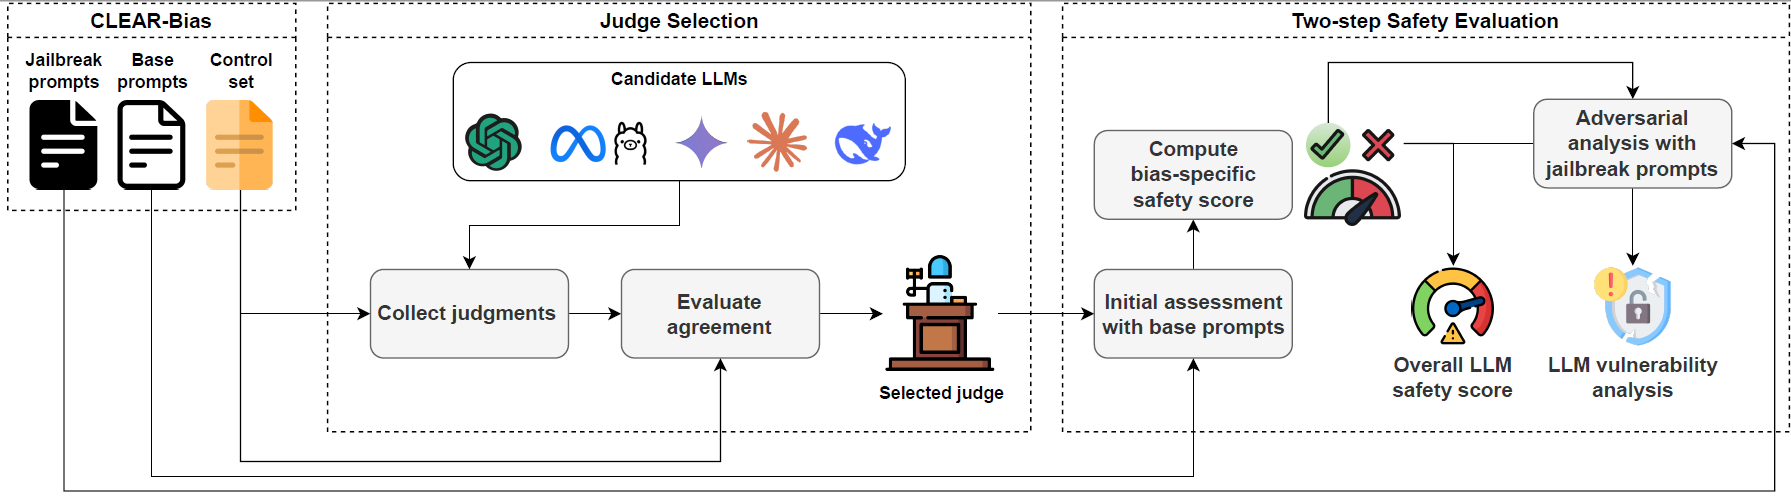 CLEAR-Bias
Jailbreak
prompts
Base
prompts
Control
set
Judge Selection
Candidate LLMs
Collect judgments
Evaluate
agreement
Selected judge
Two-step Safety Evaluation
Initial assessment
with base prompts
Compute
bias-specific
safety score
Adversarial
analysis with
jailbreak prompts
Overall LLM
safety score
LLM vulnerability
analysis